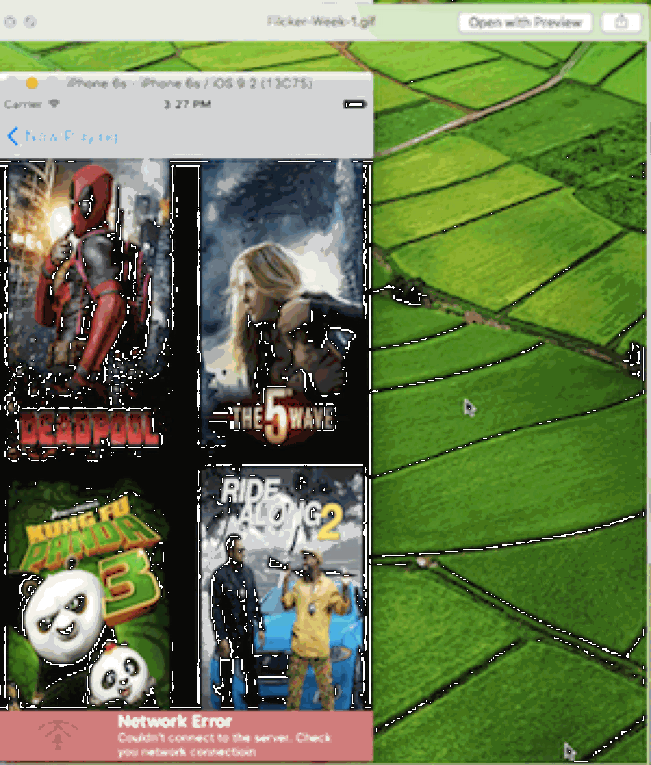 Flicker-Week-1.gif
Open with Preview
iPhone 6s - iPhone 6s / iOS 9.2 (13C75)
Carrier
3:27 PM
Now Playing
DEADPOOL
THE 5 WAVE
KUNG FU
PANDA
3
RIDE
ALONG 2
Network Error
Couldn't connect to the server. Check
you network connection